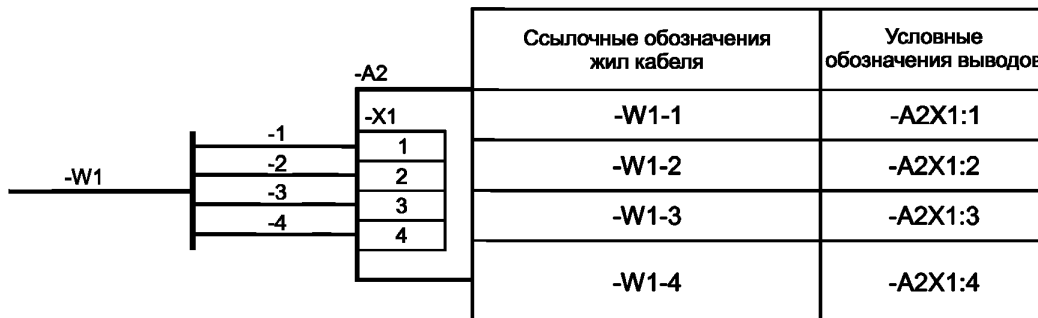 Ссылочные обозначения
жил кабеля
Условные
обозначения выводов
-A2
-X1
-W1
-1
-2
-3
-4
1
2
3
4
-W1-1
-A2X1:1
-W1-2
-A2X1:2
-W1-3
-A2X1:3
-W1-4
-A2X1:4